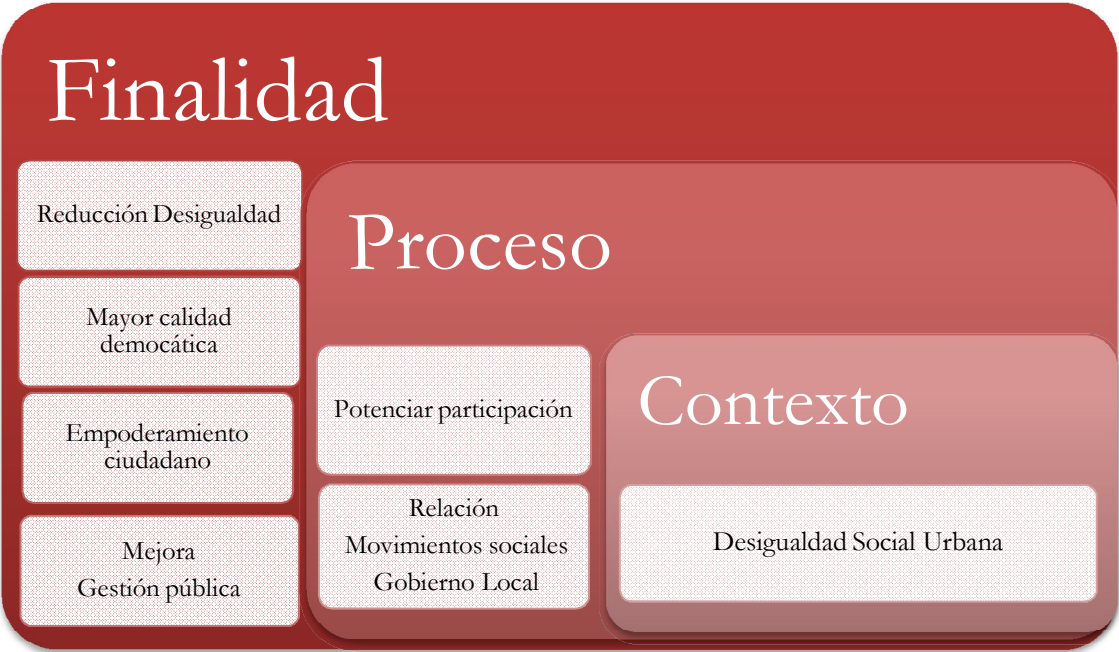 Finalidad
Reducción Desigualdad
Mayor calidad
democática
Empoderamiento
ciudadano
Mejora
Gestión pública
Proceso
Potenciar participación
Relación
Movimientos sociales
Gobierno Local
Contexto
Desigualdad Social Urbana